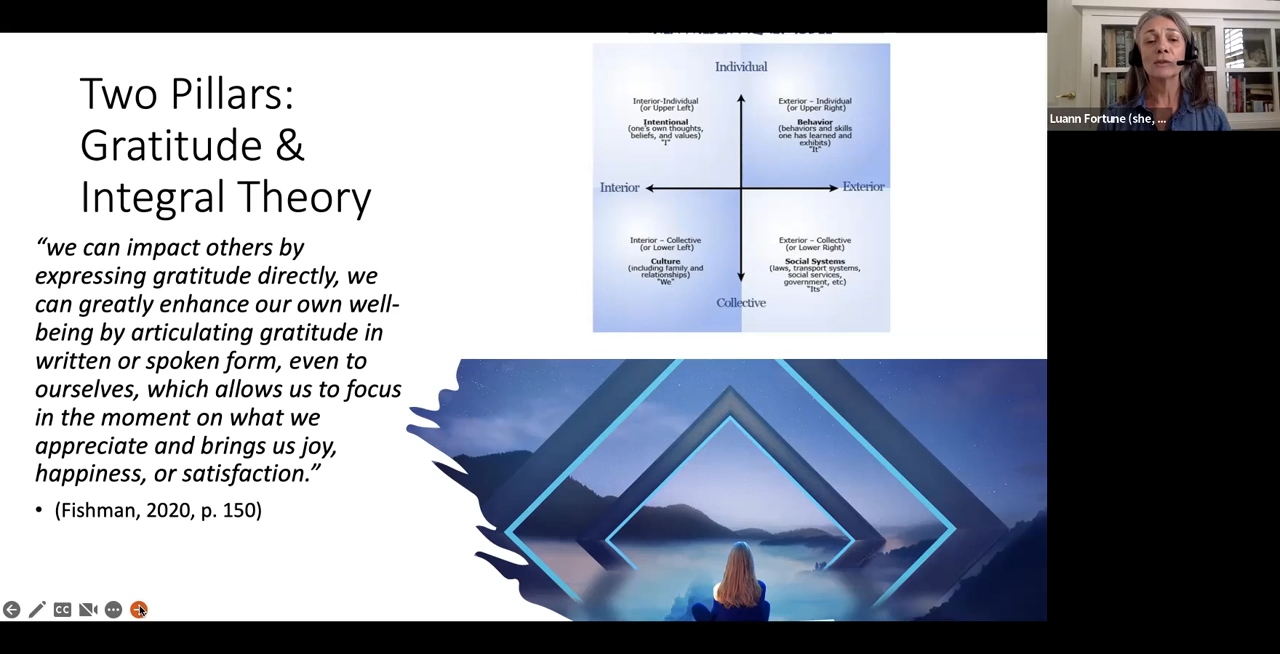 Two Pillars:
Gratitude &
Integral Theory
“we can impact others by
expressing gratitude directly, we
can greatly enhance our own well-
being by articulating gratitude in
written or spoken form, even to
ourselves, which allows us to focus
in the moment on what we
appreciate and brings us joy,
happiness, or satisfaction.”
• (Fishman, 2020, p. 150)
Individual
Interior-Individual
(or Upper Left)
Intentional
(one's own thoughts,
beliefs, and values)
"I"
Exterior – Individual
(or Upper Right)
Behavior
(behaviors and skills
one has learned and
exhibits)
"It"
Interior
Exterior
Interior – Collective
(or Lower Left)
Culture
(including family and
relationships)
"We"
Exterior – Collective
(or Lower Right)
Social Systems
(laws, transport systems,
social services,
government, etc)
"Its"
Collective
CC
Luann Fortune (she, ...